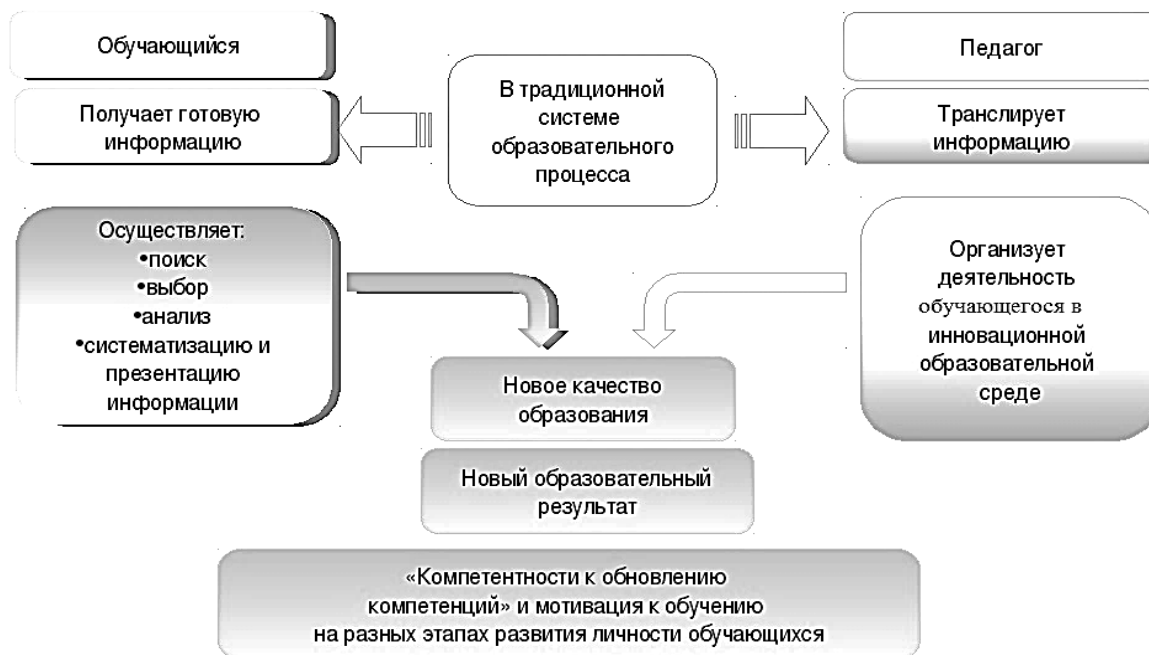 Обучающийся
Получает готовую
информацию
В традиционной
системе
образовательного
процесса
Педагог
Транслирует
информацию
Осуществляет:
•поиск
•выбор
•анализ
•систематизацию и
презентацию
информации
Организует
деятельность
обучающегося в
инновационной
образовательной
среде
Новое качество
образования
Новый образовательный
результат
«Компетентности к обновлению
компетенций» и мотивация к обучению
на разных этапах развития личности обучающихся